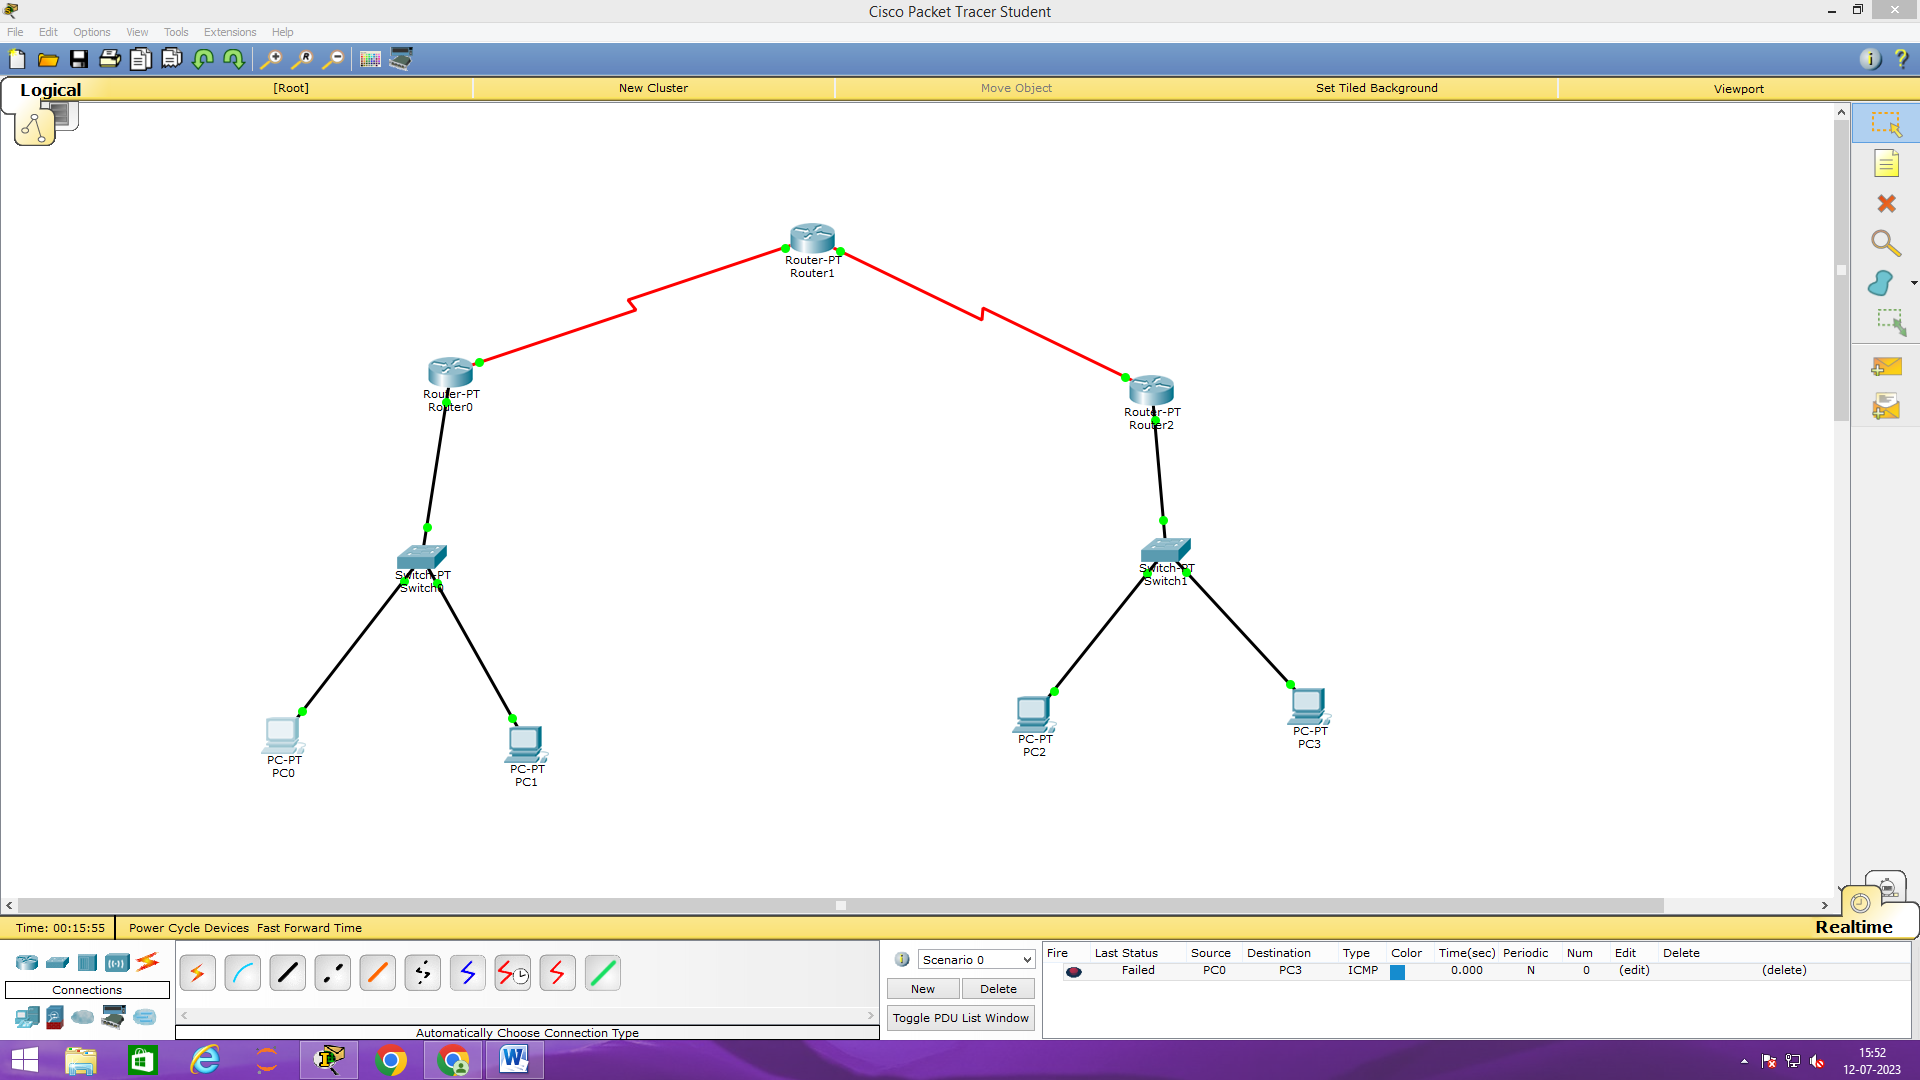 Cisco Packet Tracer Student
File Edit Options View Tools Extensions Help
Logical [Root] New Cluster Move Object Set Tiled Background Viewport
Router-PT
Router1
Router-PT
Router0
Router-PT
Router2
Switch-PT
Switch0
Switch-PT
Switch1
PC-PT
PC0
PC-PT
PC1
PC-PT
PC2
PC-PT
PC3
Time: 00:15:55 Power Cycle Devices Fast Forward Time Realtime
Connections
Automatically Choose Connection Type
Scenario 0
New Delete
Toggle PDU List Window
Fire Last Status Source Destination Type Color Time(sec) Periodic Num Edit Delete
Failed PC0 PC3 ICMP 0.000 N 0 (edit) (delete)
15:52
12-07-2023